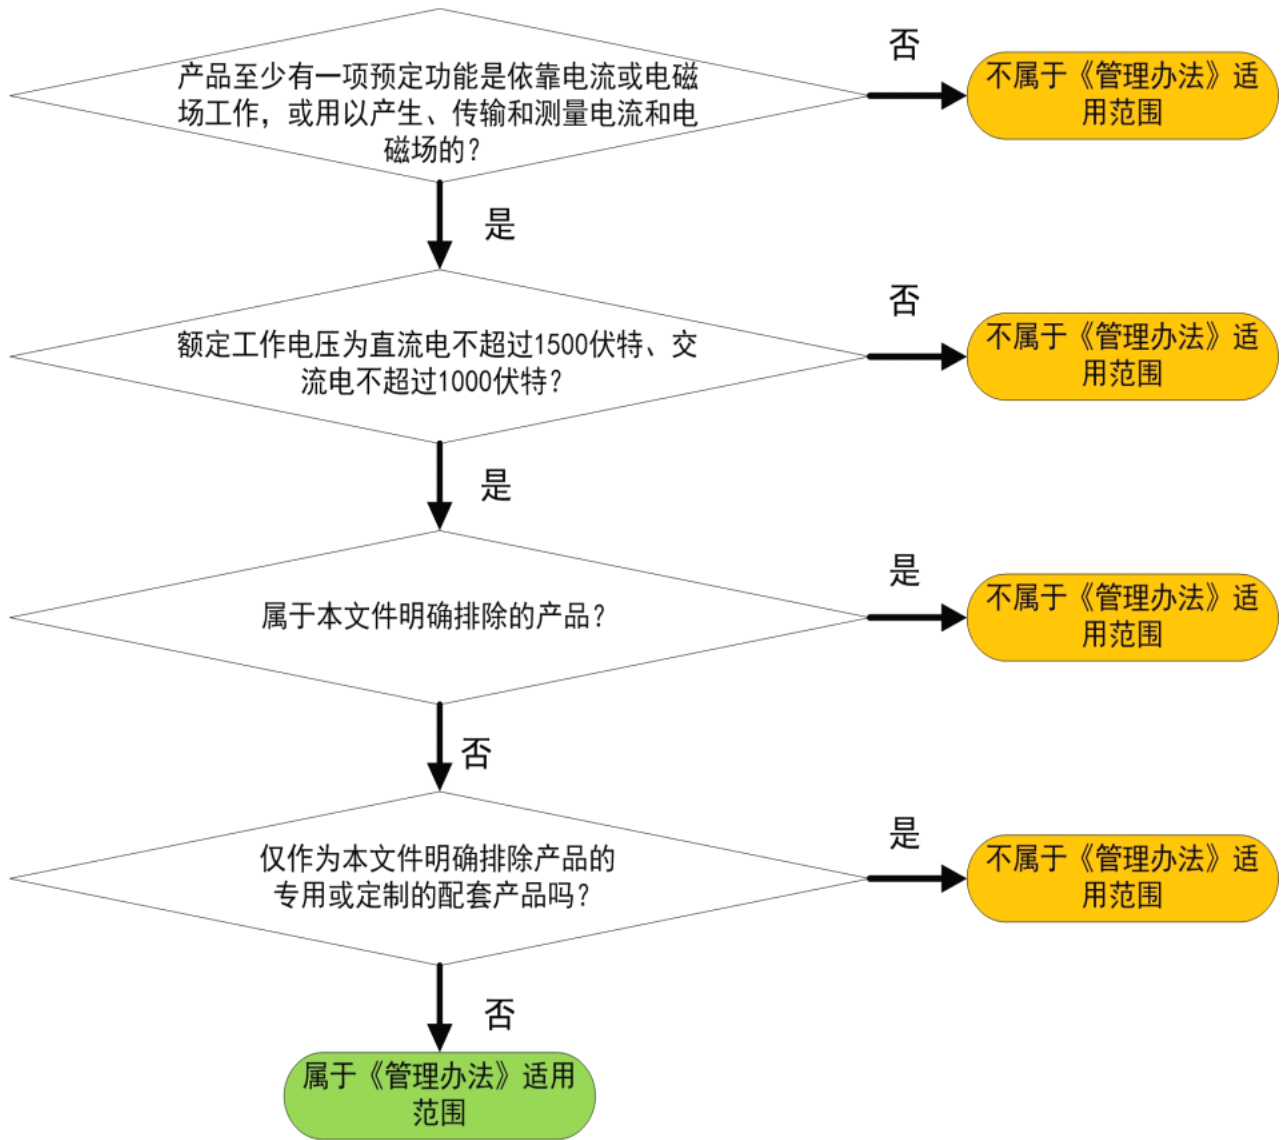 产品至少有一项预定功能是依靠电流或电磁
场工作，或用以产生、传输和测量电流和电
磁场的？
否
不属于《管理办法》适
用范围
是
额定工作电压为直流电不超过1500伏特、交
流电不超过1000伏特？
否
不属于《管理办法》适
用范围
是
属于本文件明确排除的产品？
是
不属于《管理办法》适
用范围
否
仅作为本文件明确排除产品的
专用或定制的配套产品吗？
是
不属于《管理办法》适
用范围
否
属于《管理办法》适用
范围